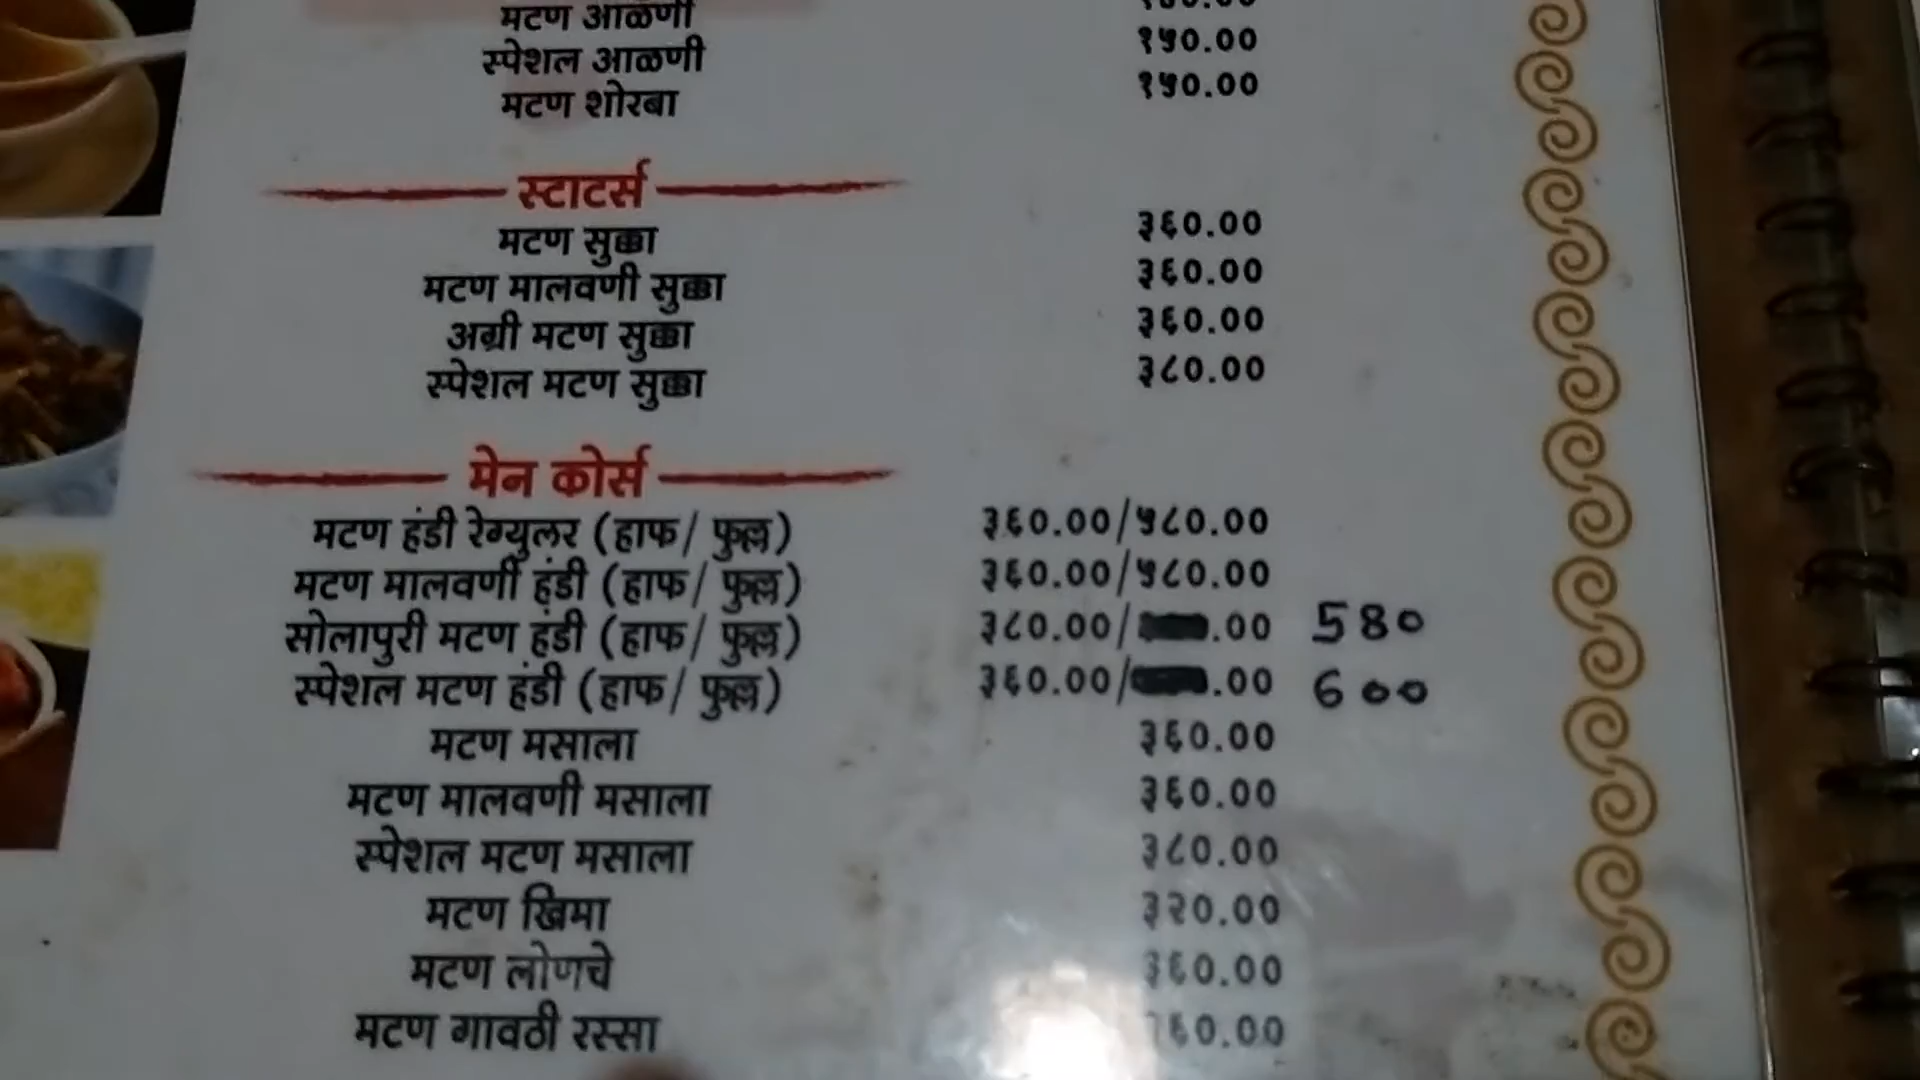 मटण आळणी
स्पेशल आळणी १५०.००
मटण शोरबा १५०.००
स्टाटर्स
मटण सुक्का ३६०.००
मटण मालवणी सुक्का ३६०.००
अग्री मटण सुक्का ३६०.००
स्पेशल मटण सुक्का ३८०.००
मेन कोर्स
मटण हंडी रेग्युलर (हाफ/ फुल्ल) ३६०.००/५८०.००
मटण मालवणी हंडी (हाफ/ फुल्ल) ३६०.००/५८०.००
सोलापुरी मटण हंडी (हाफ/ फुल्ल) ३८०.००/ .०० 580
स्पेशल मटण हंडी (हाफ/ फुल्ल) ३६०.००/ .०० 600
मटण मसाला ३६०.००
मटण मालवणी मसाला ३६०.००
स्पेशल मटण मसाला ३८०.००
मटण खिमा ३२०.००
मटण लोणचे ३६०.००
मटण गावठी रस्सा